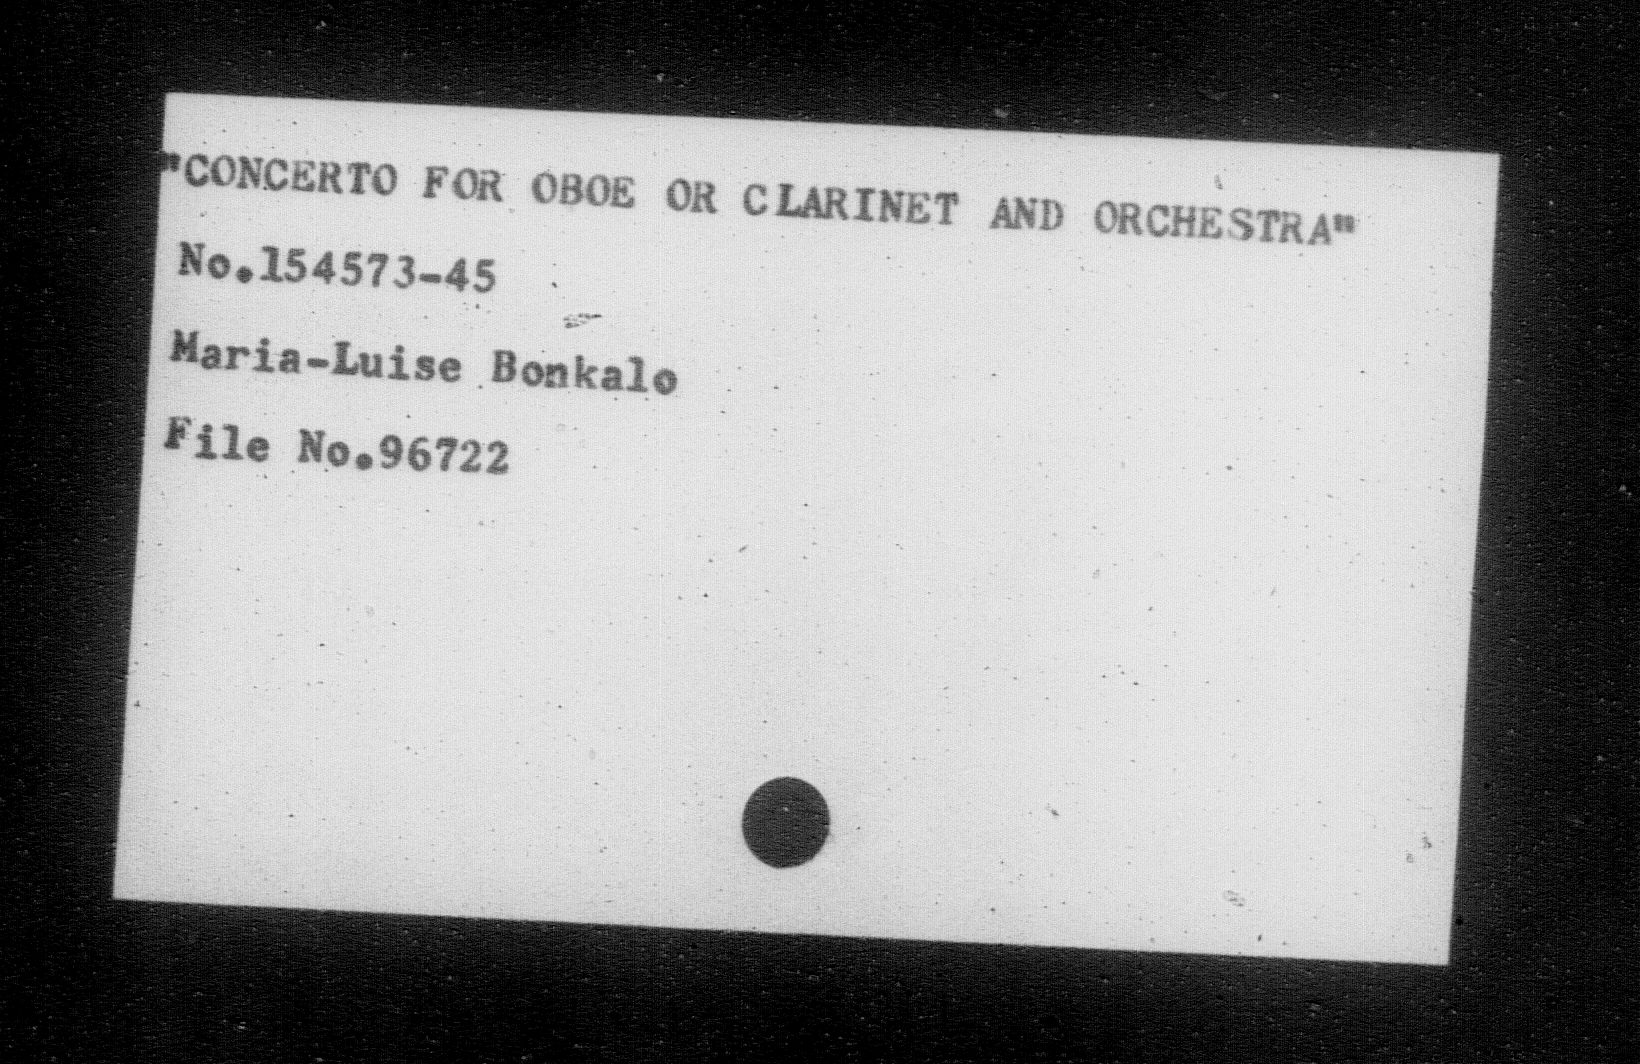 "CONCERTO FOR OBOE OR CLARINET AND ORCHESTRA"
No.154573-45
Maria-Luise Bonkalo
File No.96722